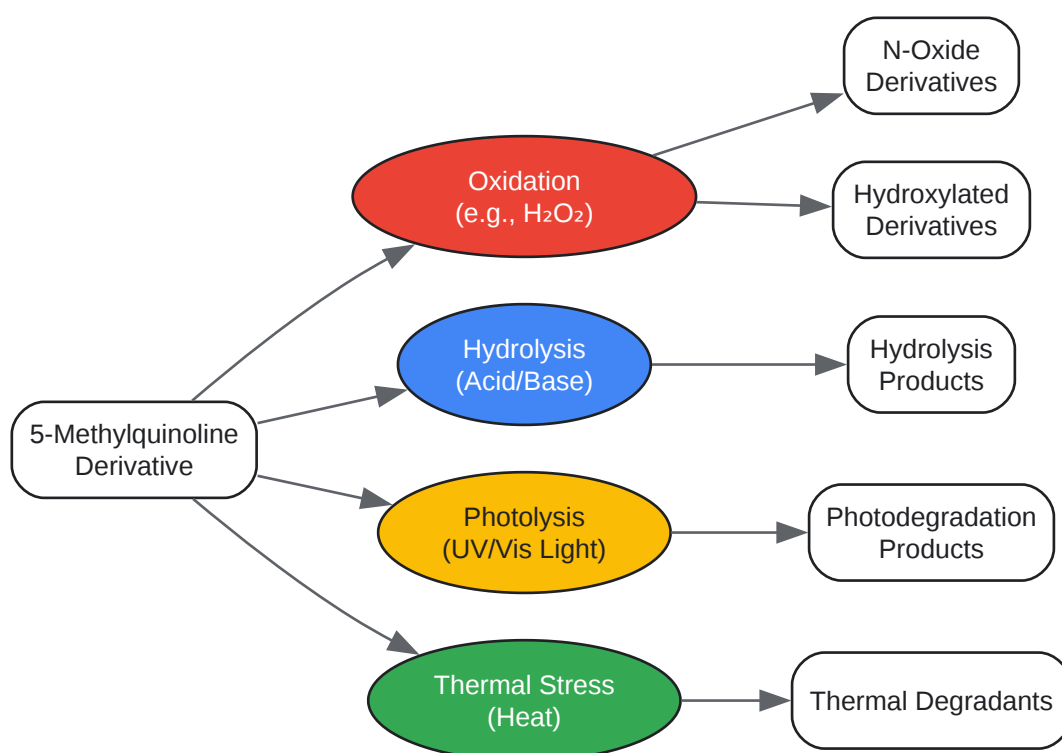 N-Oxide
Derivatives
Oxidation
(e.g., H₂O₂)
Hydroxylated
Derivatives
Hydrolysis
(Acid/Base)
Hydrolysis
Products
5-Methylquinoline
Derivative
Photolysis
(UV/Vis Light)
Photodegradation
Products
Thermal Stress
(Heat)
Thermal Degradants